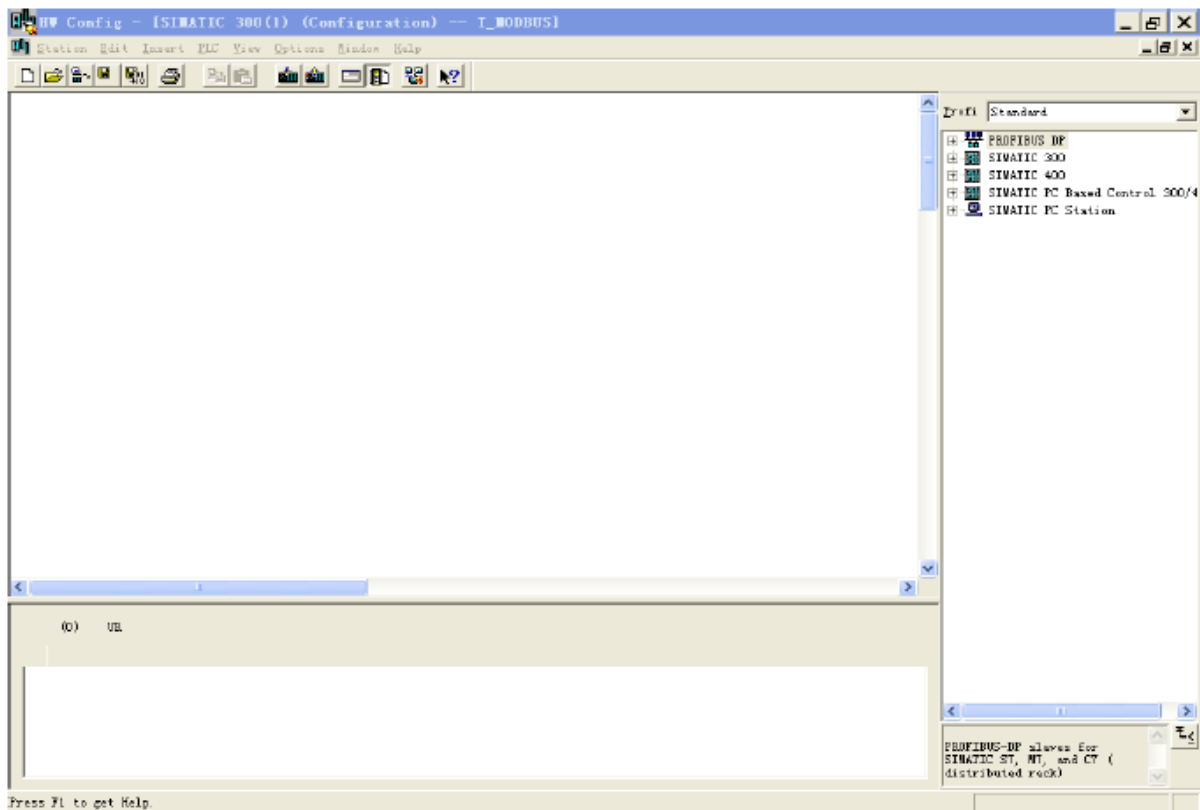 HW Config - [SIMATIC 300(1) (Configuration) -- T_MODBUS]
Station Edit Insert PLC View Options Window Help
Profi Standard
PROFIBUS DP
SIMATIC 300
SIMATIC 400
SIMATIC PC Based Control 300/4
SIMATIC PC Station
(0) UR
PROFIBUS-DP slaves for
SIMATIC S7, M7, and C7 (
distributed rack)
Press F1 to get Help.